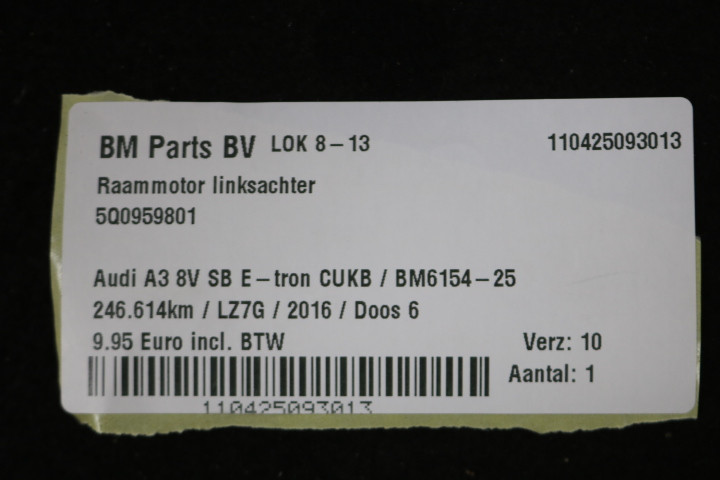 BM Parts BV LOK 8-13 110425093013
Raammotor linksachter
5Q0959801
Audi A3 8V SB E-tron CUKB / BM6154-25
246.614km / LZ7G / 2016 / Doos 6
9.95 Euro incl. BTW Verz: 10
Aantal: 1
110425093013